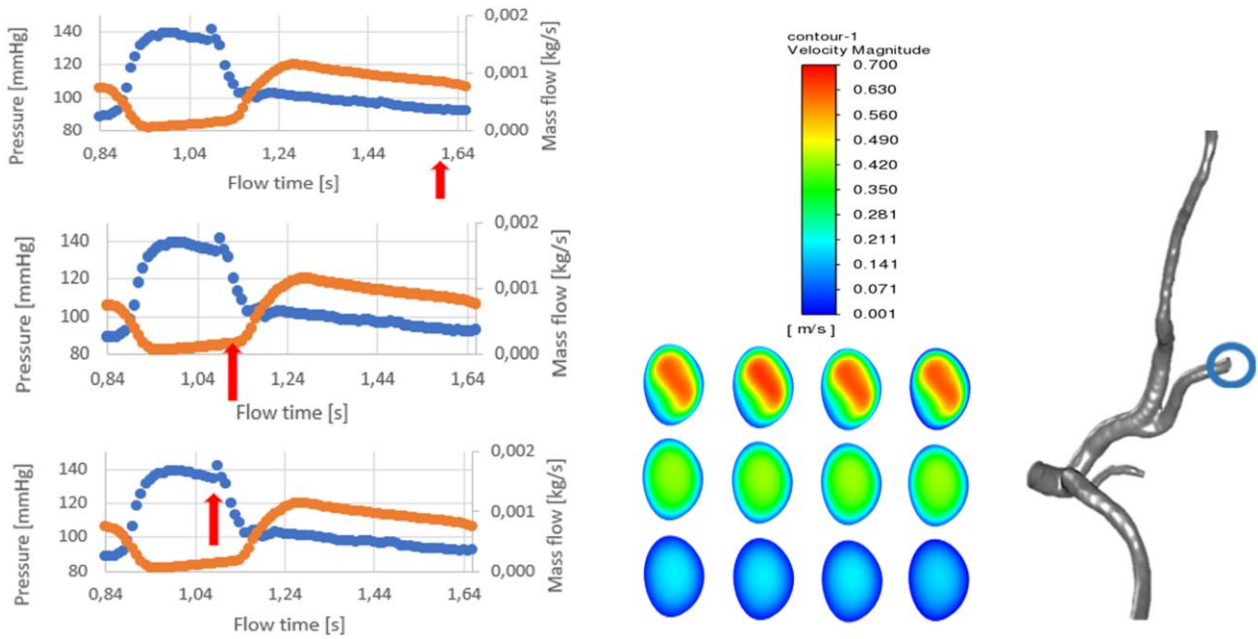 140
120
100
80
Pressure [mmHg]
0,002
0,001
0,000
Mass flow [kg/s]
0,84 1,04 1,24 1,44 1,64
Flow time [s]
140
120
100
80
Pressure [mmHg]
0,002
0,001
0,000
Mass flow [kg/s]
0,84 1,04 1,24 1,44 1,64
Flow time [s]
140
120
100
80
Pressure [mmHg]
0,002
0,001
0,000
Mass flow [kg/s]
0,84 1,04 1,24 1,44 1,64
Flow time [s]
contour-1
Velocity Magnitude
0.700
0.630
0.560
0.490
0.420
0.350
0.281
0.211
0.141
0.071
0.001
[ m/s ]